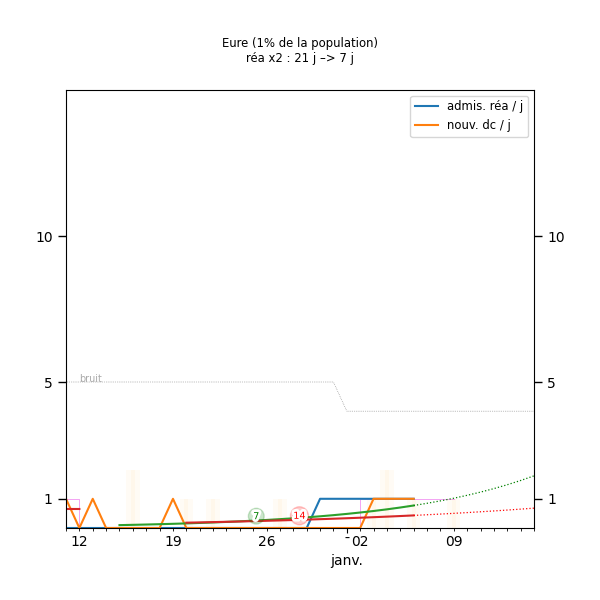 Eure (1% de la population)
réa x2 : 21 j –> 7 j
admis. réa / j
nouv. dc / j
10
10
bruit
5
5
7
14
1
1
12
19
26
02
09
janv.